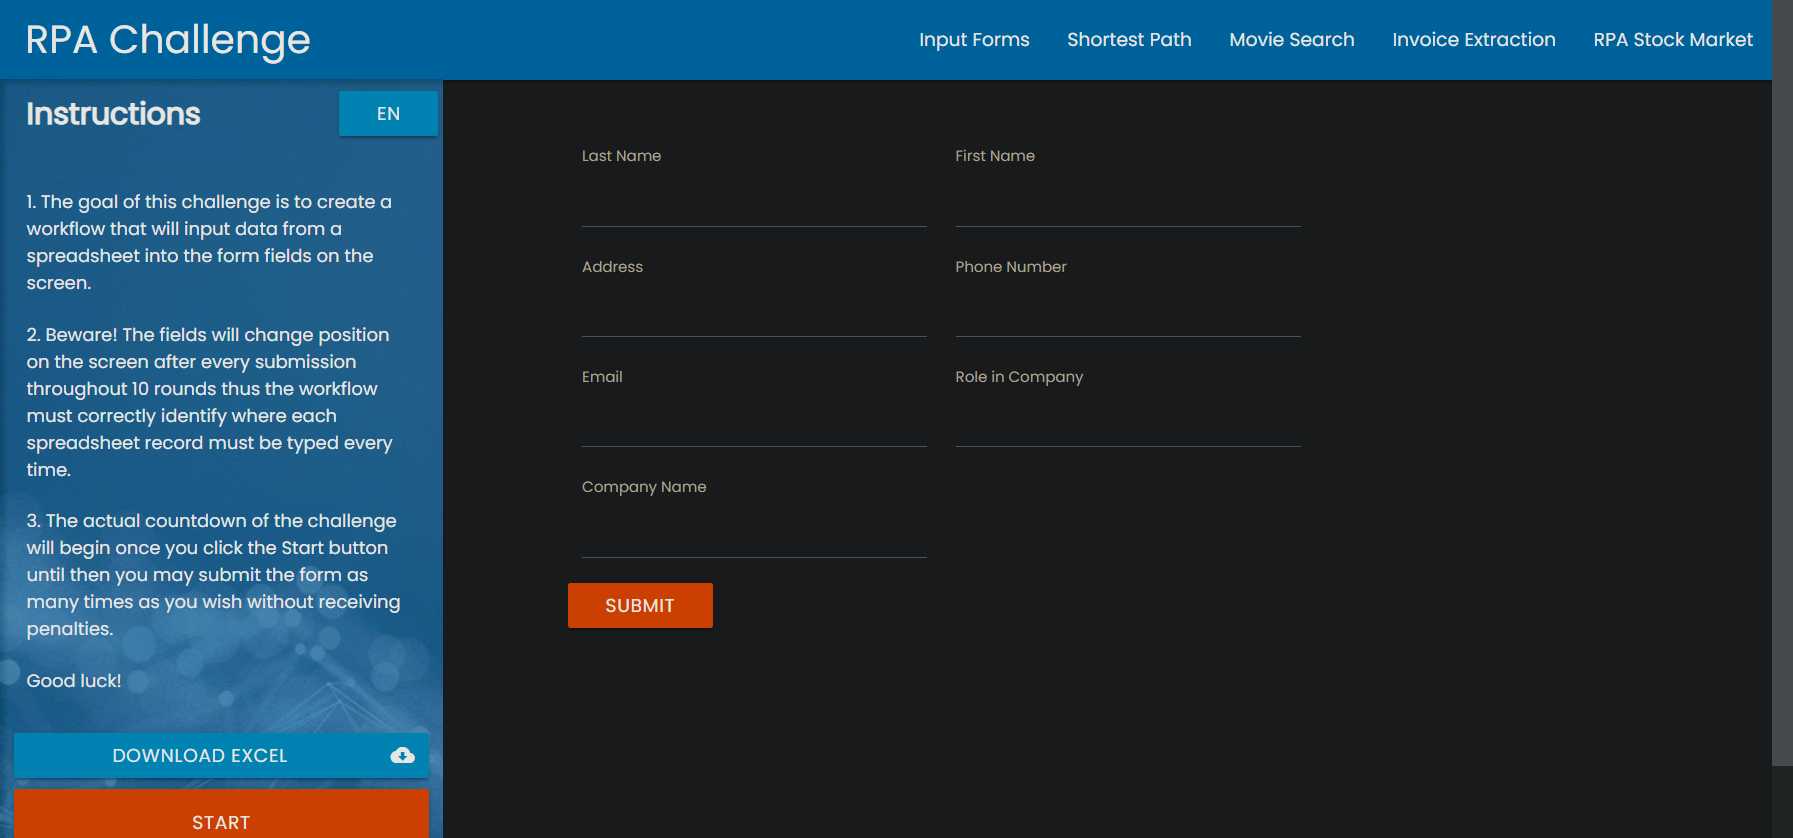 RPA Challenge
Input Forms
Shortest Path
Movie Search
Invoice Extraction
RPA Stock Market
Instructions
EN
1. The goal of this challenge is to create a
workflow that will input data from a
spreadsheet into the form fields on the
screen.
2. Beware! The fields will change position
on the screen after every submission
throughout 10 rounds thus the workflow
must correctly identify where each
spreadsheet record must be typed every
time.
3. The actual countdown of the challenge
will begin once you click the Start button
until then you may submit the form as
many times as you wish without receiving
penalties.
Good luck!
DOWNLOAD EXCEL
START
Last Name
First Name
Address
Phone Number
Email
Role in Company
Company Name
SUBMIT